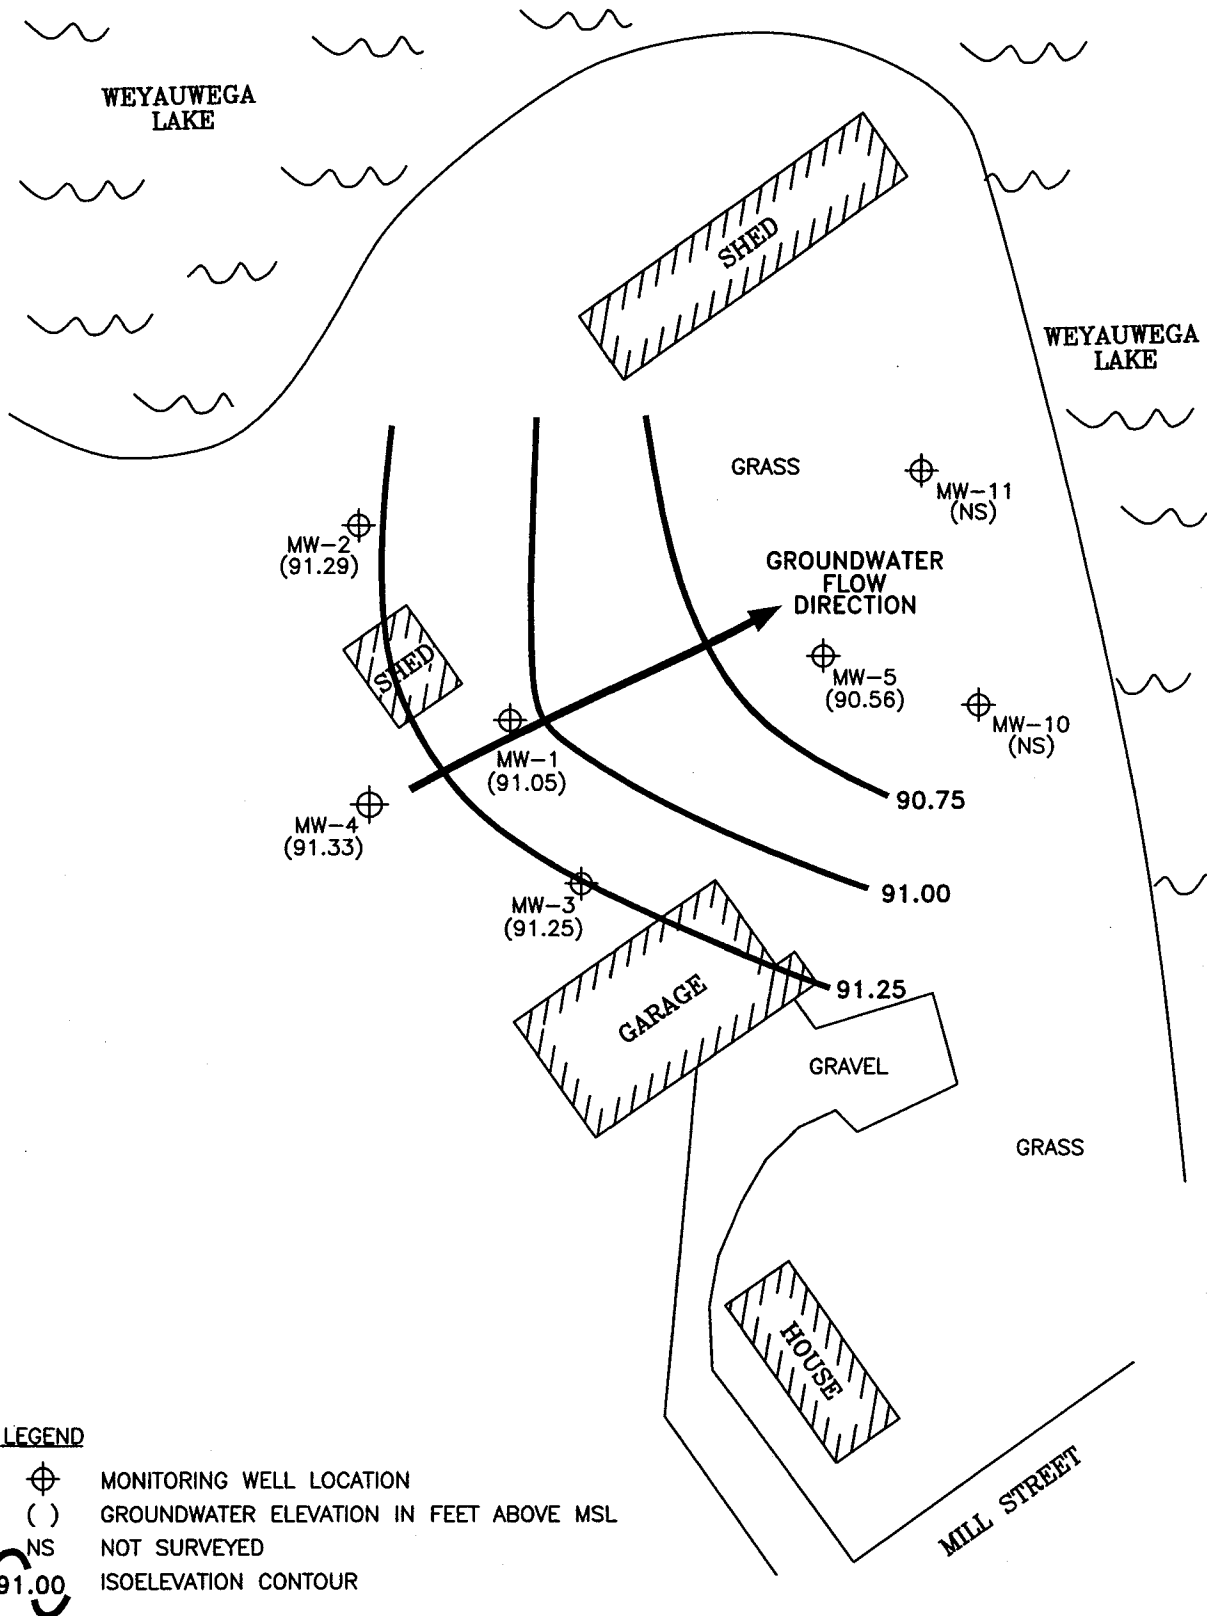 WEYAUWEGA
LAKE
SHED
WEYAUWEGA
LAKE
GRASS
MW-11
(NS)
MW-2
(91.29)
GROUNDWATER
FLOW
DIRECTION
SHED
MW-5
(90.56)
MW-10
(NS)
MW-1
(91.05)
90.75
MW-4
(91.33)
91.00
MW-3
(91.25)
91.25
GARAGE
GRAVEL
GRASS
HOUSE
MILL STREET
LEGEND
MONITORING WELL LOCATION
( ) GROUNDWATER ELEVATION IN FEET ABOVE MSL
NS NOT SURVEYED
91.00 ISOELEVATION CONTOUR